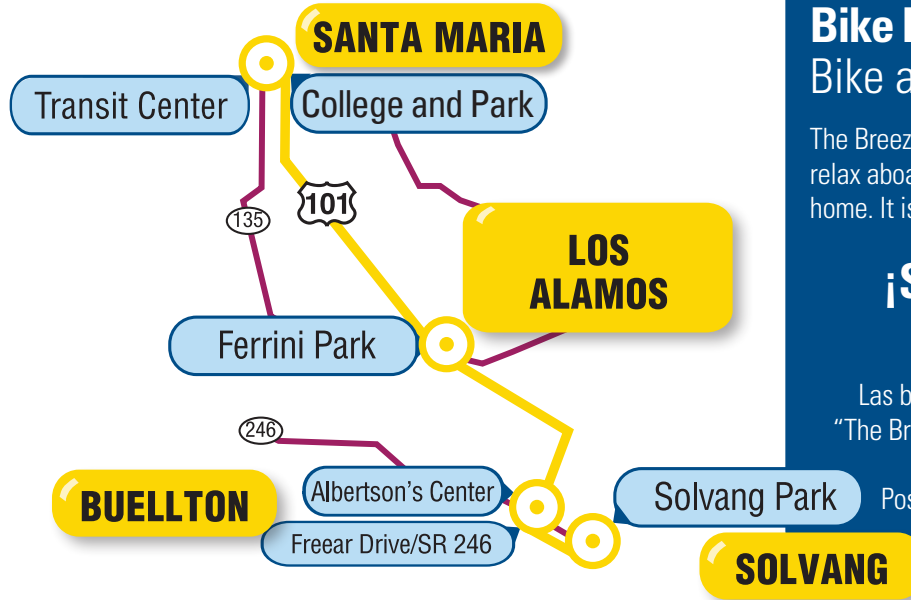 SANTA MARIA
Transit Center
College and Park
135
101
LOS
ALAMOS
Ferrini Park
246
BUELLTON
Albertson's Center
Freear Drive/SR 246
Solvang Park
SOLVANG
Bike
Bike a
The Breez
relax aboa
home. It is
¡S
Las b
“The Br
Pos